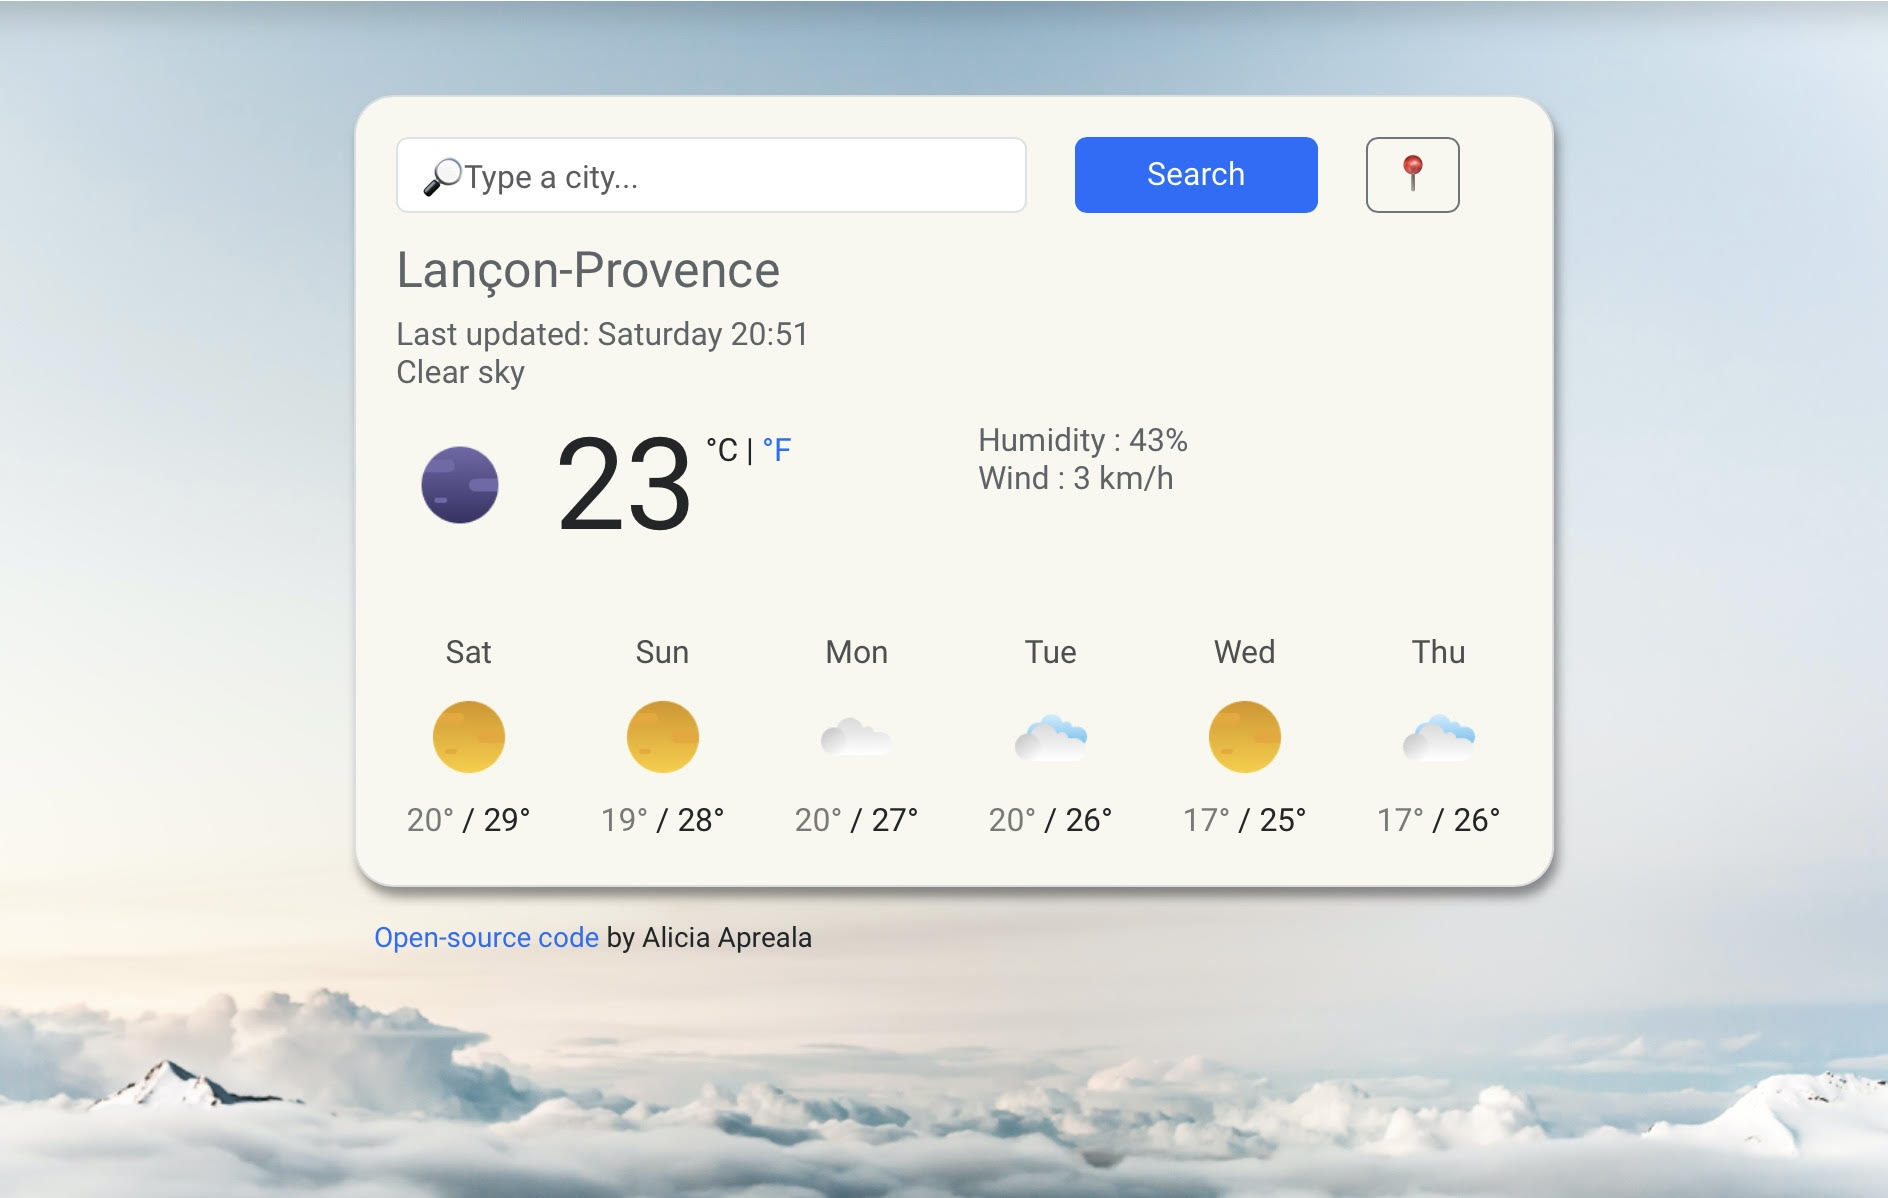 🔎Type a city...
Search
📍
Lançon-Provence
Last updated: Saturday 20:51
Clear sky
23 °C | °F
Humidity : 43%
Wind : 3 km/h
Sat Sun Mon Tue Wed Thu
20° / 29° 19° / 28° 20° / 27° 20° / 26° 17° / 25° 17° / 26°
Open-source code by Alicia Apreala